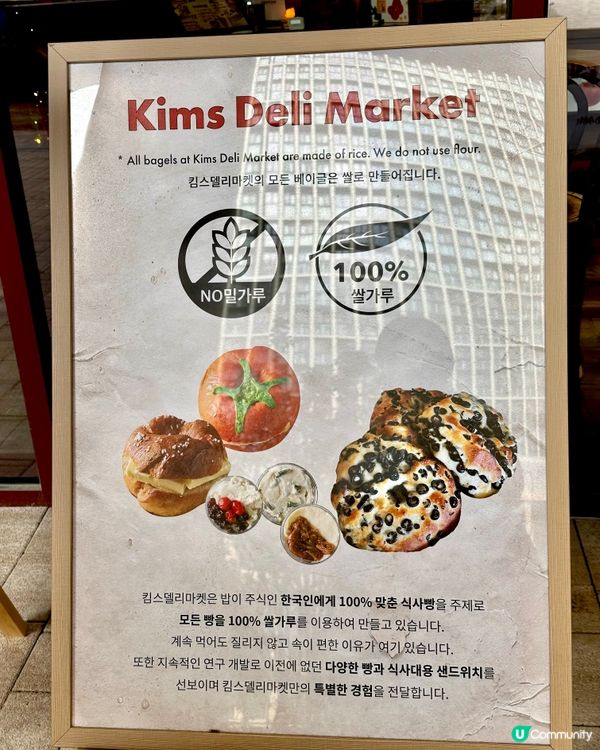 Kims Deli Market
* All bagels at Kims Deli Market are made of rice. We do not use flour.
킴스델리마켓의 모든 베이글은 쌀로 만들어집니다.
NO밀가루
100%
쌀가루
킴스델리마켓은 밥이 주식인 한국인에게 100% 맞춘 식사빵을 주제로
모든 빵을 100% 쌀가루를 이용하여 만들고 있습니다.
계속 먹어도 질리지 않고 속이 편한 이유가 여기 있습니다.
또한 지속적인 연구 개발로 이전에 없던 다양한 빵과 식사대용 샌드위치를
선보이며 킴스델리마켓만의 특별한 경험을 전달합니다.
U Community